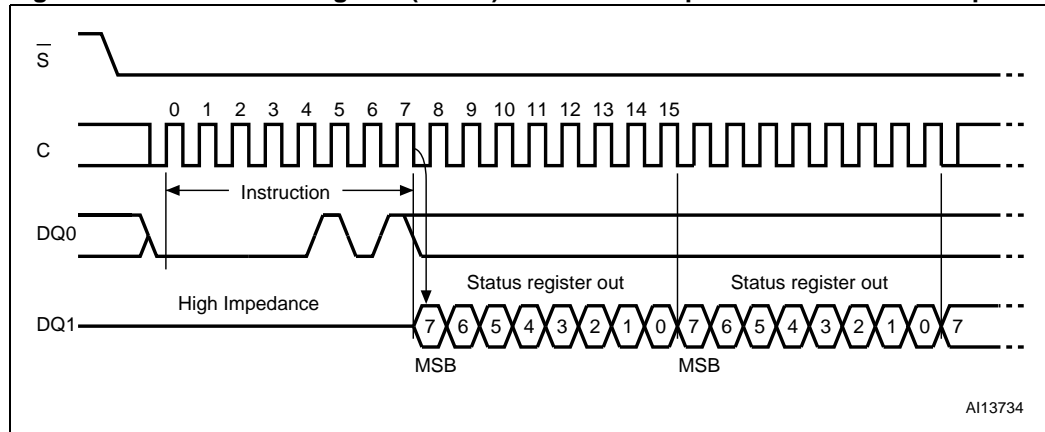 S
0 1 2 3 4 5 6 7 8 9 10 11 12 13 14 15
C
Instruction
DQ0
Status register out Status register out
High Impedance
DQ1 7 6 5 4 3 2 1 0 7 6 5 4 3 2 1 0 7
MSB MSB
AI13734